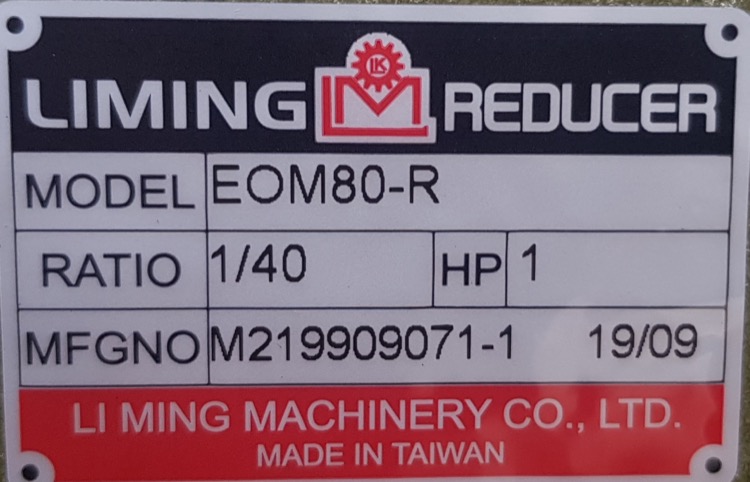 LIMING LK M REDUCER
MODEL EOM80-R
RATIO 1/40 HP 1
MFGNO M219909071-1 19/09
LI MING MACHINERY CO., LTD.
MADE IN TAIWAN